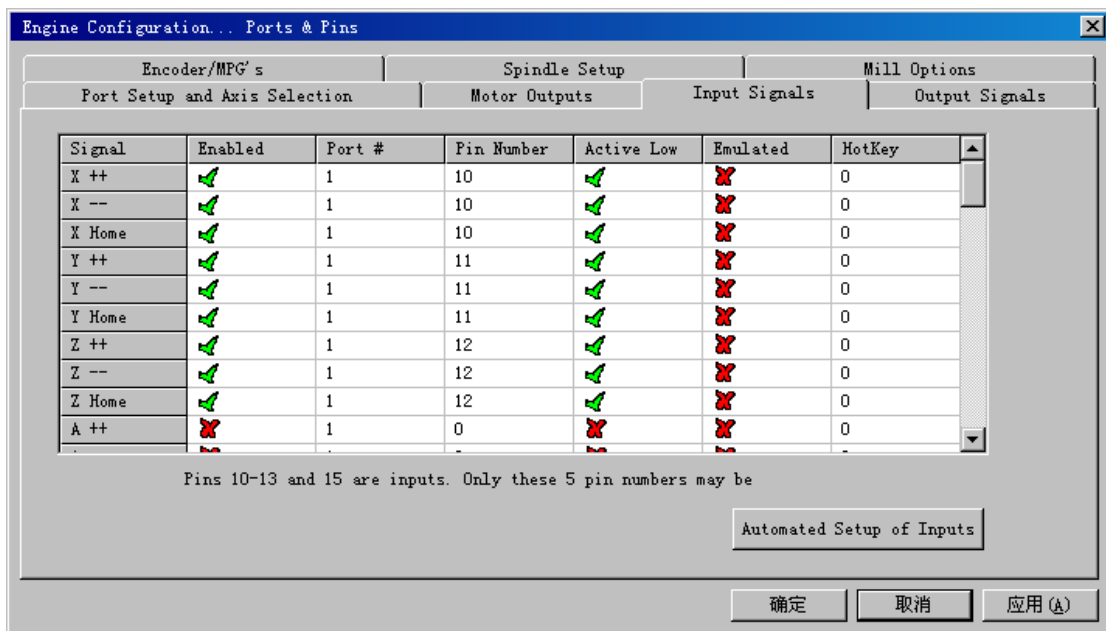 Engine Configuration... Ports & Pins
Encoder/MPG's Spindle Setup Mill Options
Port Setup and Axis Selection Motor Outputs Input Signals Output Signals
Signal Enabled Port # Pin Number Active Low Emulated HotKey
X ++ 1 10 0
X -- 1 10 0
X Home 1 10 0
Y ++ 1 11 0
Y -- 1 11 0
Y Home 1 11 0
Z ++ 1 12 0
Z -- 1 12 0
Z Home 1 12 0
A ++ 1 0 0
Pins 10-13 and 15 are inputs. Only these 5 pin numbers may be
Automated Setup of Inputs
确定 取消 应用(A)